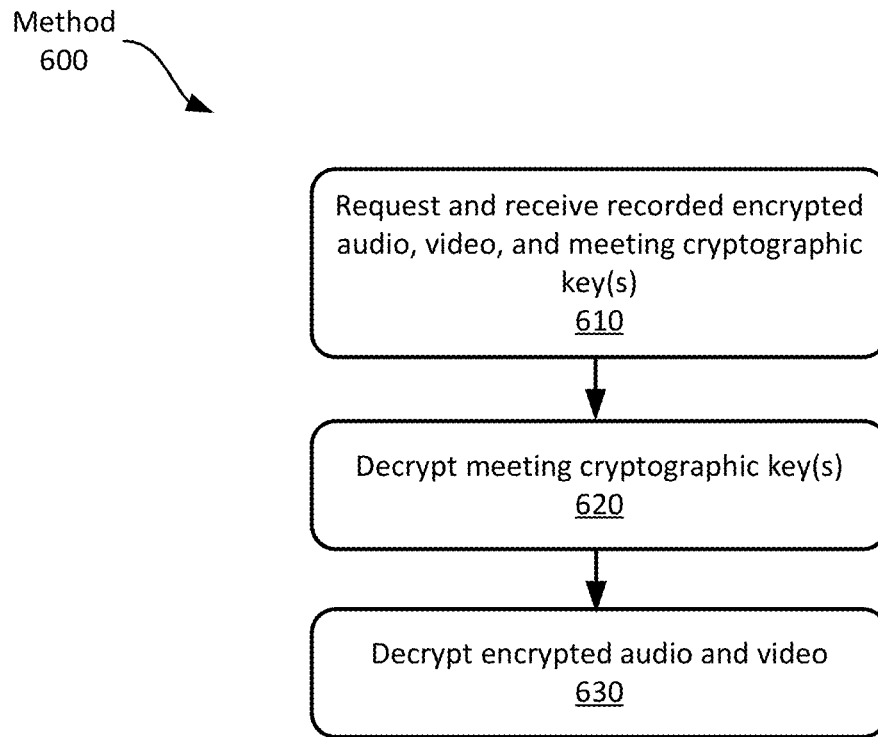 Method
600
Request and receive recorded encrypted
audio, video, and meeting cryptographic
key(s)
610
Decrypt meeting cryptographic key(s)
620
Decrypt encrypted audio and video
630